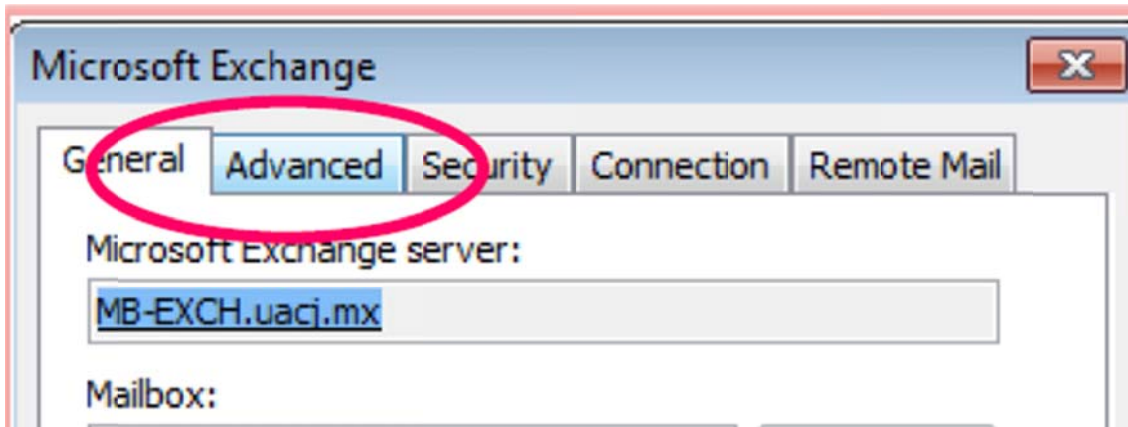 Microsoft Exchange
General Advanced Security Connection Remote Mail
Microsoft Exchange server:
MB-EXCH.uacj.mx
Mailbox: